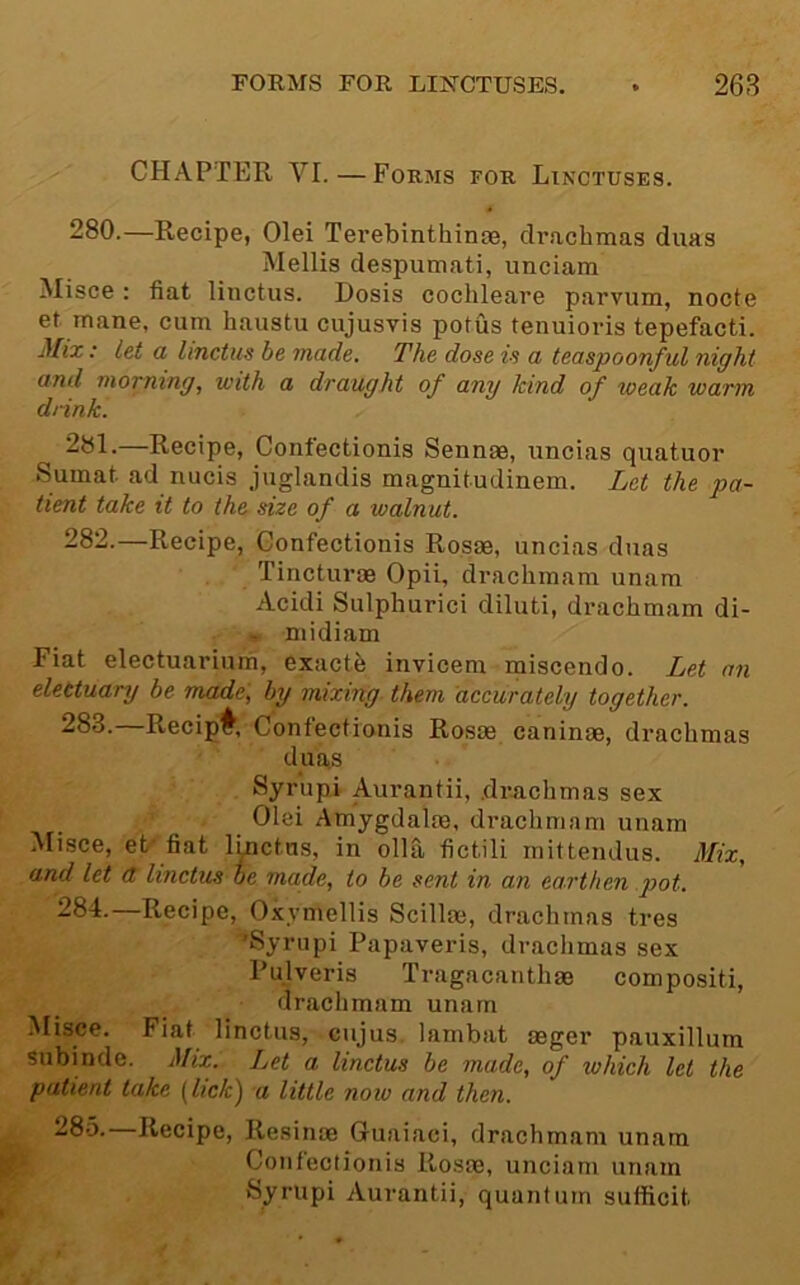 FORMS FOR LINCTUSES. 263
CHAPTER VI. — Forms for Linctuses.
280.—Recipe, Olei Terebinthinæ, drachmas duas
Mellis despumati, unciam
Misce : fiat linctus. Dosis cochleare parvum, nocte
et mane, cum haustu cujusvis potûs tenuioris tepefacti.
Mix: let a linctus be made. The dose is a teaspoonful night
and morning, with a draught of any kind of weak warm
drink.
281.—Recipe, Confectionis Sennæ, uncias quatuor
Sumat ad nucis juglandis magnitudinem. Let the pa-
tient take it to the size of a walnut.
282.—Recipe, Confectionis Rosæ, uncias duas
Tincturæ Opii, drachmam unam
Acidi Sulphurici diluti, drachmam di-
midiam
Fiat electuarium, exactè invicem miscendo. Let an
electuary be made, by mixing them accurately together.
283.—Recipe, Confectionis Rosæ caninæ, drachmas
duas
Syrupi Aurantii, drachmas sex
Olei Amygdalæ, drachmam unam
Misce, et fiat linctus, in ollâ fictili mittendus. Mix,
and let a linctus be made, to be sent in an earthen pot.
284.—Recipe, Oxymellis Scillæ, drachmas tres
Syrupi Papaveris, drachmas sex
Pulveris Tragacanthæ compositi,
drachmam unam
Misce. Fiat linctus, cujus lambat æger pauxillum
subinde. Mix. Let a linctus be made, of which let the
patient take (lick) a little now and then.
285.—Recipe, Resinæ Guaiaci, drachmam unam
Confectionis Rosæ, unciam unam
Syrupi Aurantii, quantum sufficit